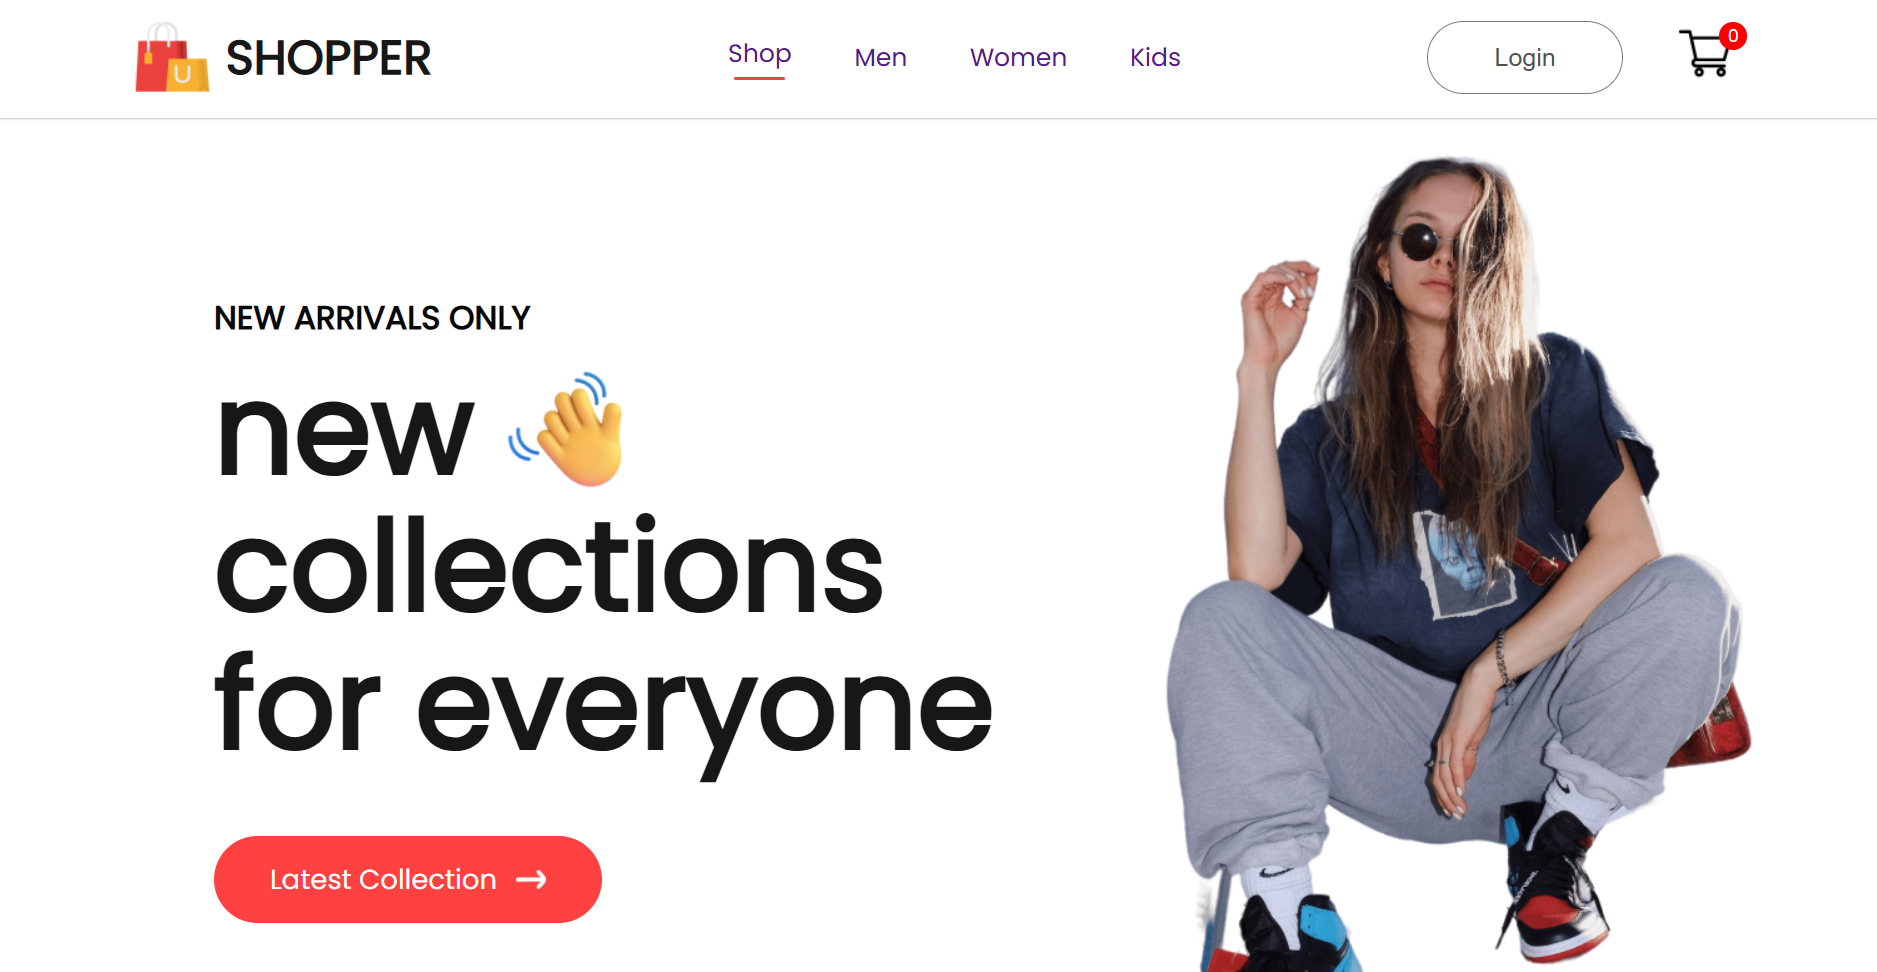 SHOPPER
Shop Men Women Kids
Login
0
NEW ARRIVALS ONLY
new
collections
for everyone
Latest Collection →